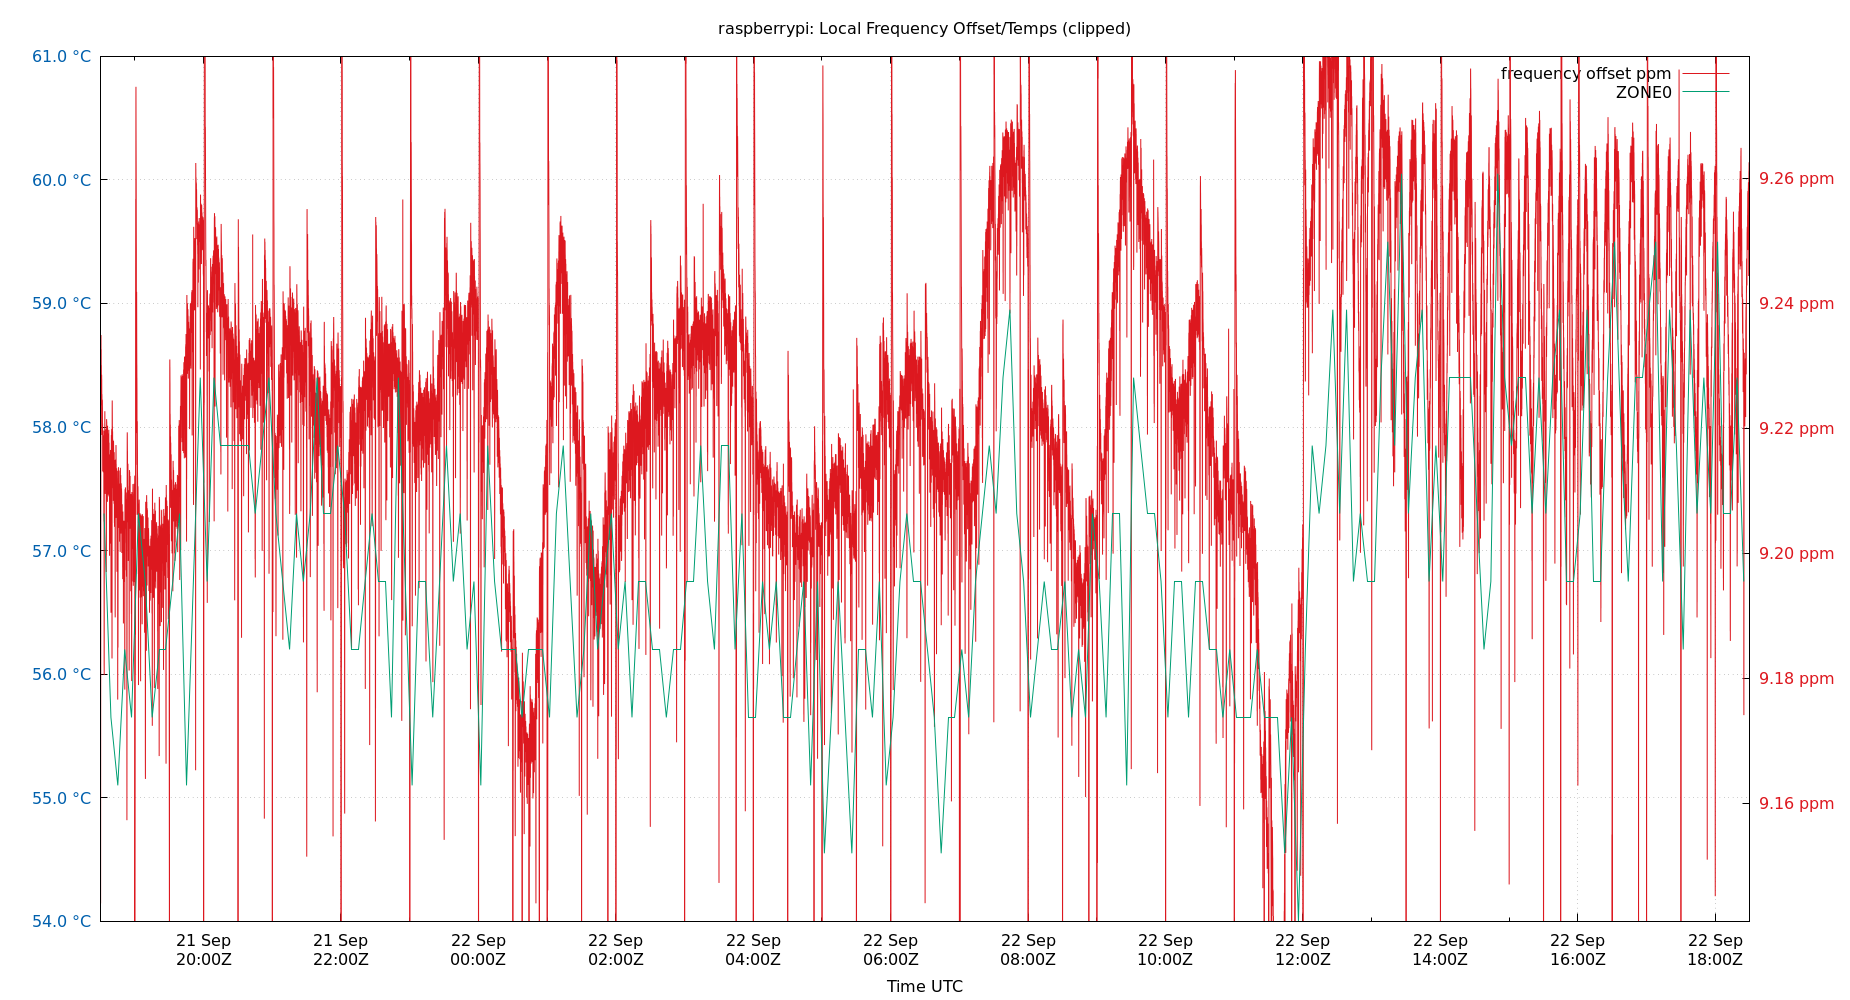 raspberrypi: Local Frequency Offset/Temps (clipped)
61.0 °C
60.0 °C
59.0 °C
58.0 °C
57.0 °C
56.0 °C
55.0 °C
54.0 °C
frequency offset ppm
ZONE0
9.26 ppm
9.24 ppm
9.22 ppm
9.20 ppm
9.18 ppm
9.16 ppm
21 Sep
20:00Z
21 Sep
22:00Z
22 Sep
00:00Z
22 Sep
02:00Z
22 Sep
04:00Z
22 Sep
06:00Z
22 Sep
08:00Z
22 Sep
10:00Z
22 Sep
12:00Z
22 Sep
14:00Z
22 Sep
16:00Z
22 Sep
18:00Z
Time UTC